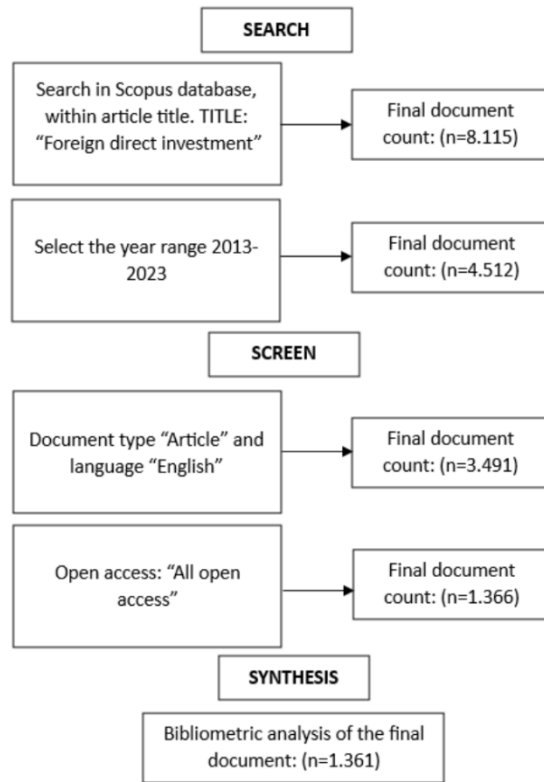 SEARCH
Search in Scopus database,
within article title. TITLE:
“Foreign direct investment”
Final document
count: (n=8.115)
Select the year range 2013-
2023
Final document
count: (n=4.512)
SCREEN
Document type “Article” and
language “English”
Final document
count: (n=3.491)
Open access: “All open
access”
Final document
count: (n=1.366)
SYNTHESIS
Bibliometric analysis of the final
document: (n=1.361)